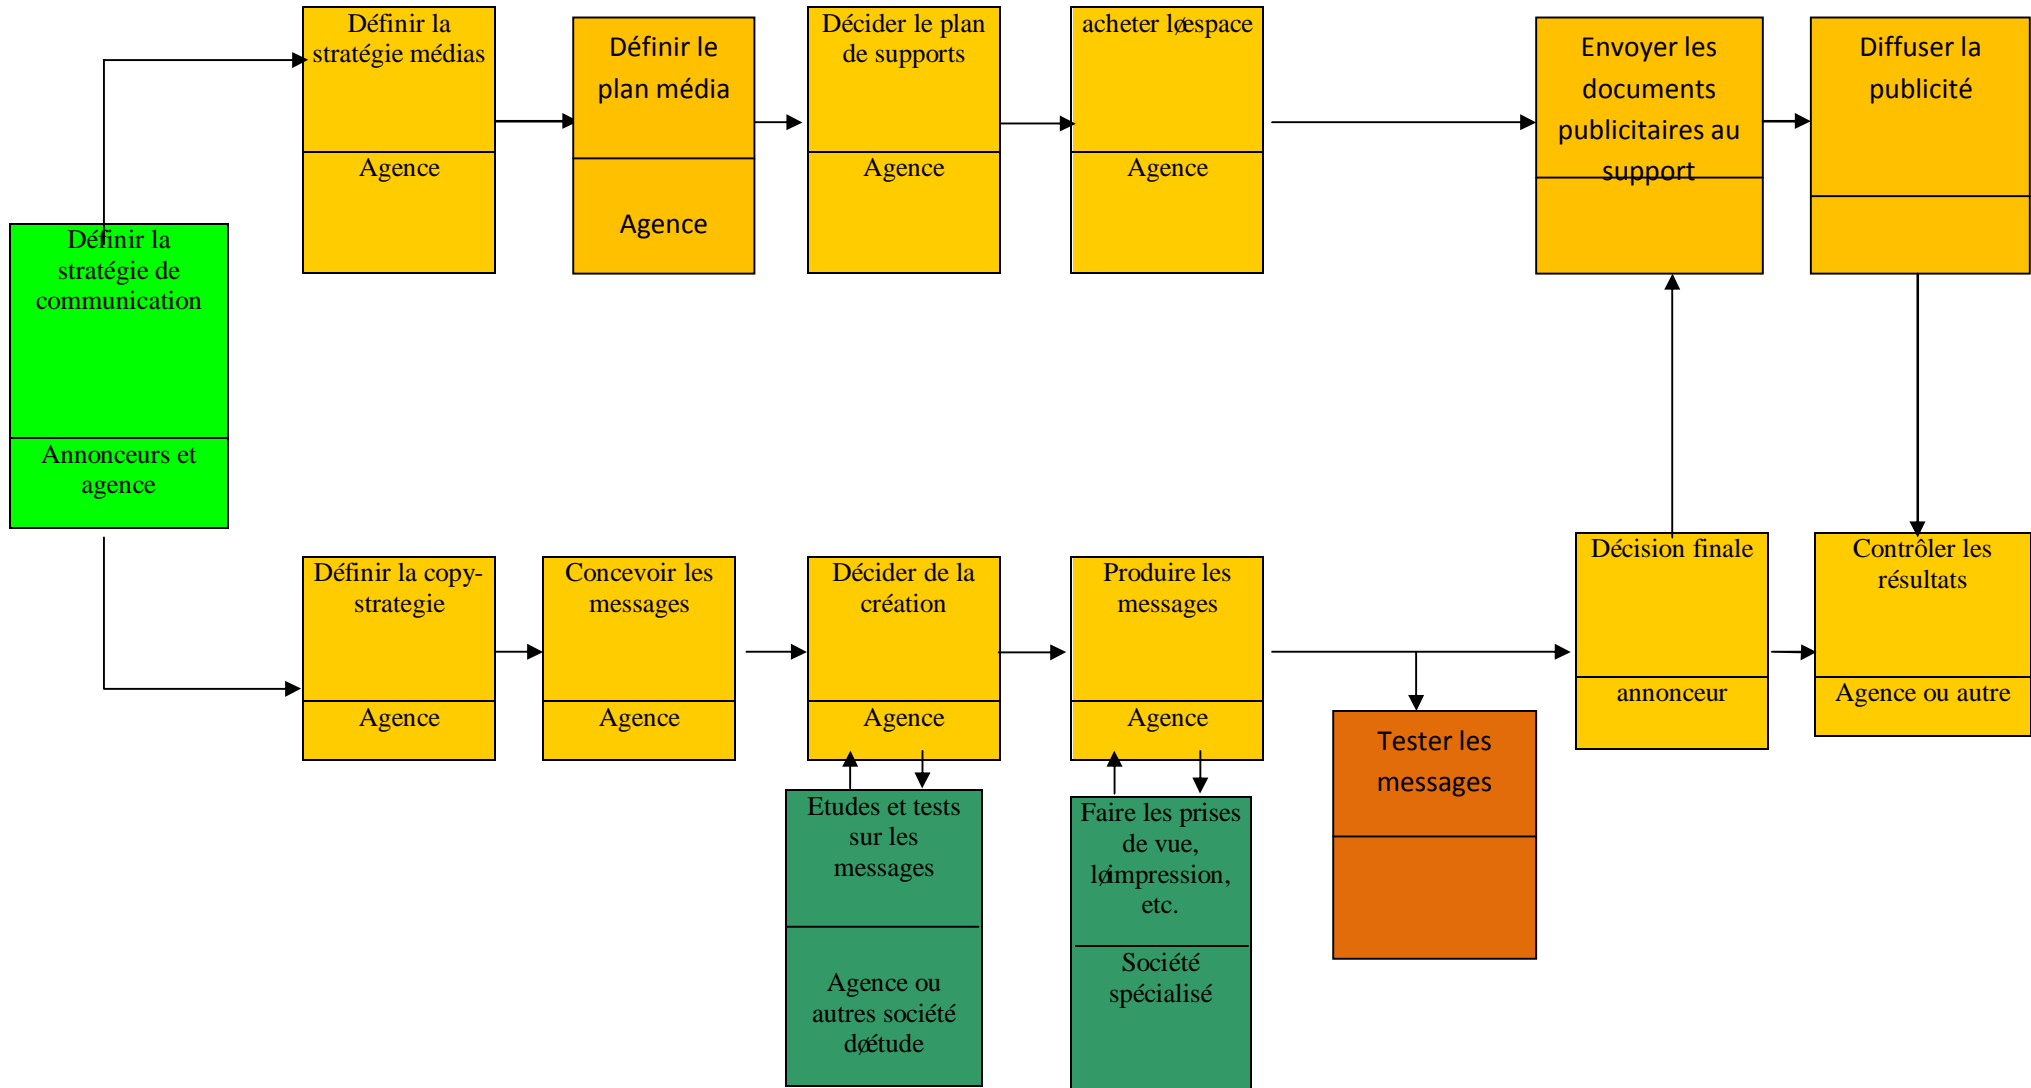 Définir la
stratégie médias
Agence
Définir le
plan média
Agence
Décider le plan
de supports
Agence
acheter løespace
Agence
Envoyer les
documents
publicitaires au
support
Diffuser la
publicité
Définir la
stratégie de
communication
Annonceurs et
agence
Définir la copy-
strategie
Agence
Concevoir les
messages
Agence
Décider de la
création
Agence
Produire les
messages
Agence
Décision finale
annonceur
Contrôler les
résultats
Agence ou autre
Tester les
messages
Etudes et tests
sur les
messages
Agence ou
autres société
døétude
Faire les prises
de vue,
løimpression,
etc.
Société
spécialisé